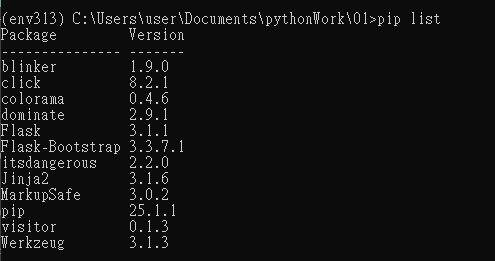 (env313) C:\Users\user\Documents\pythonWork\01>pip list
Package         Version
--------------- -------
blinker         1.9.0
click           8.2.1
colorama        0.4.6
dominate        2.9.1
Flask           3.1.1
Flask-Bootstrap 3.3.7.1
itsdangerous    2.2.0
Jinja2          3.1.6
MarkupSafe      3.0.2
pip             25.1.1
visitor         0.1.3
Werkzeug        3.1.3